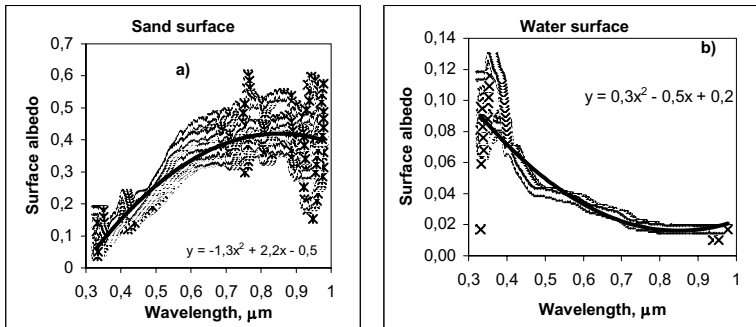 Sand surface
a)
Surface albedo
0,7
0,6
0,5
0,4
0,3
0,2
0,1
0
y = -1,3x² + 2,2x - 0,5
0,3 0,4 0,5 0,6 0,7 0,8 0,9 1
Wavelength, μm
Water surface
b)
Surface albedo
0,14
0,12
0,10
0,08
0,06
0,04
0,02
0,00
y = 0,3x² - 0,5x + 0,2
0,3 0,4 0,5 0,6 0,7 0,8 0,9 1
Wavelength, μm